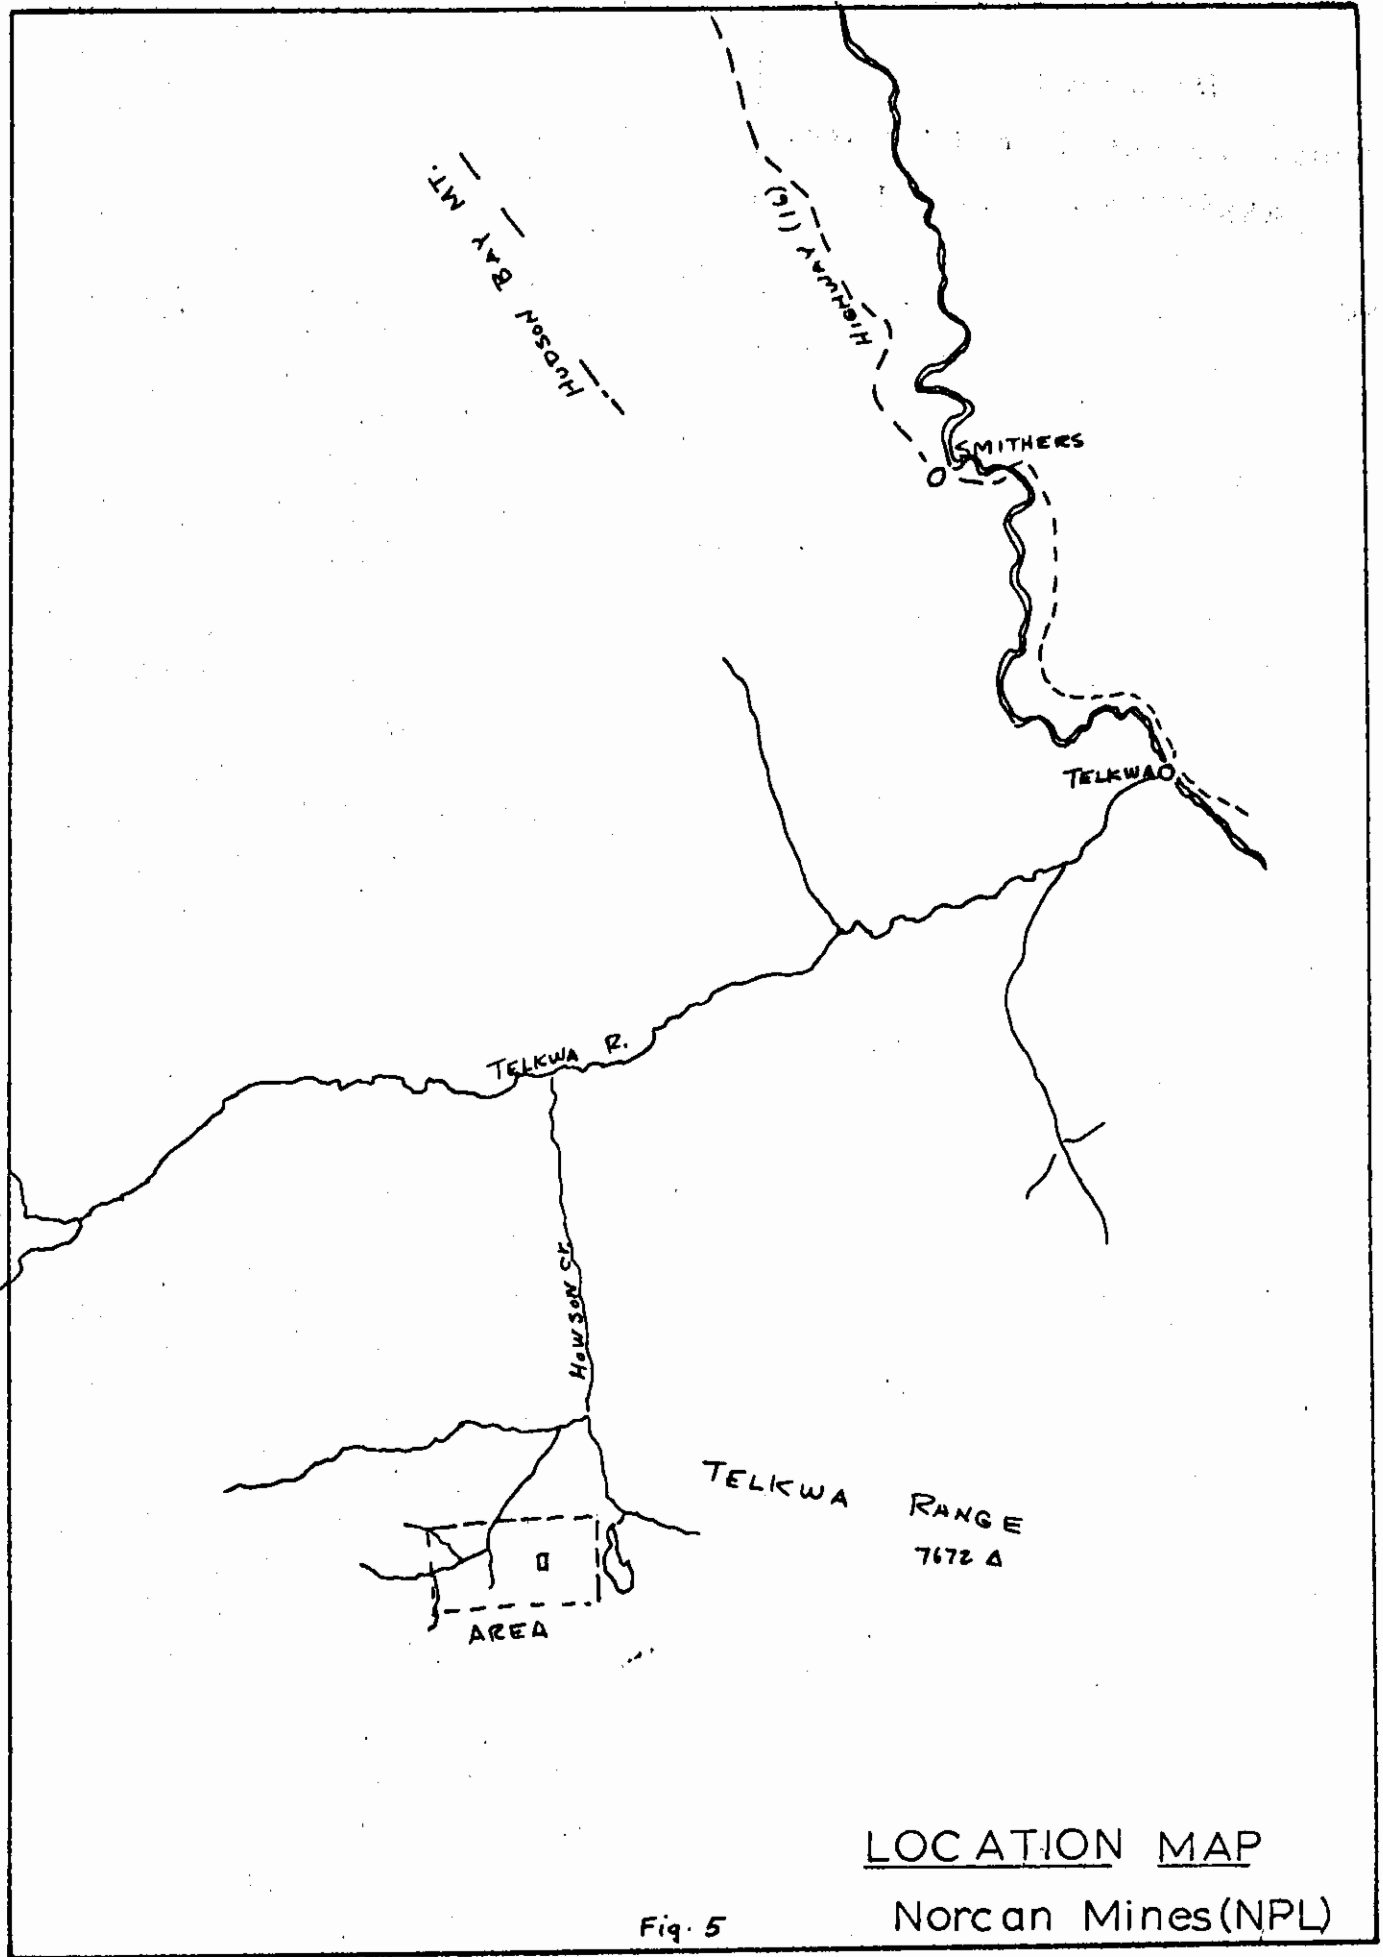 HUDSON BAY MT.
HIGHWAY (16)
SMITHERS
TELKWA
TELKWA R.
HOWSON Cr.
TELKWA RANGE
7672 Δ
AREA
LOCATION MAP
Norcan Mines (NPL)
Fig. 5